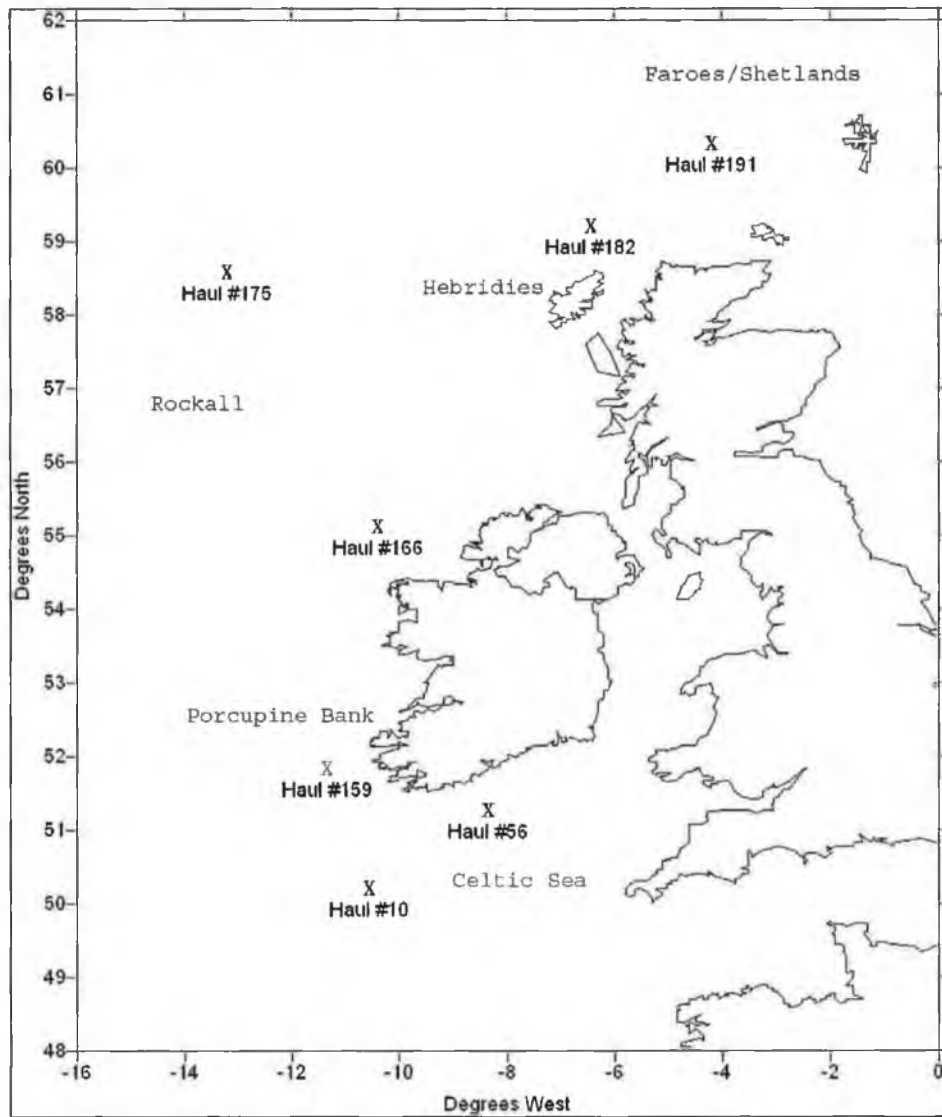 62
Faroes/Shetlands
61
X
60
Haul #191
X
59
Haul #182
X
Haul #175
Hebridies
58
57
Rockall
56
X
55
Haul #166
54
53
Porcupine Bank
52
X
Haul #159
X
51
Haul #56
Celtic Sea
X
50
Haul #10
49
48
Degrees North
-16
-14
-12
-10
-8
-6
-4
-2
0
Degrees West